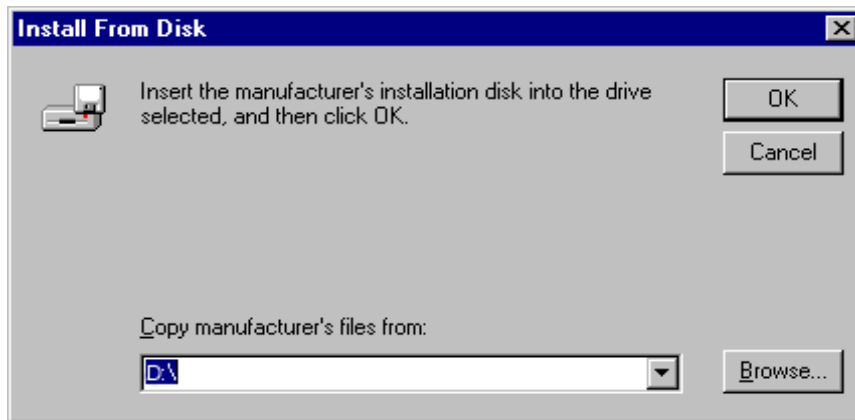 Install From Disk
Insert the manufacturer's installation disk into the drive
selected, and then click OK.
OK
Cancel
Copy manufacturer's files from:
D:\
Browse...